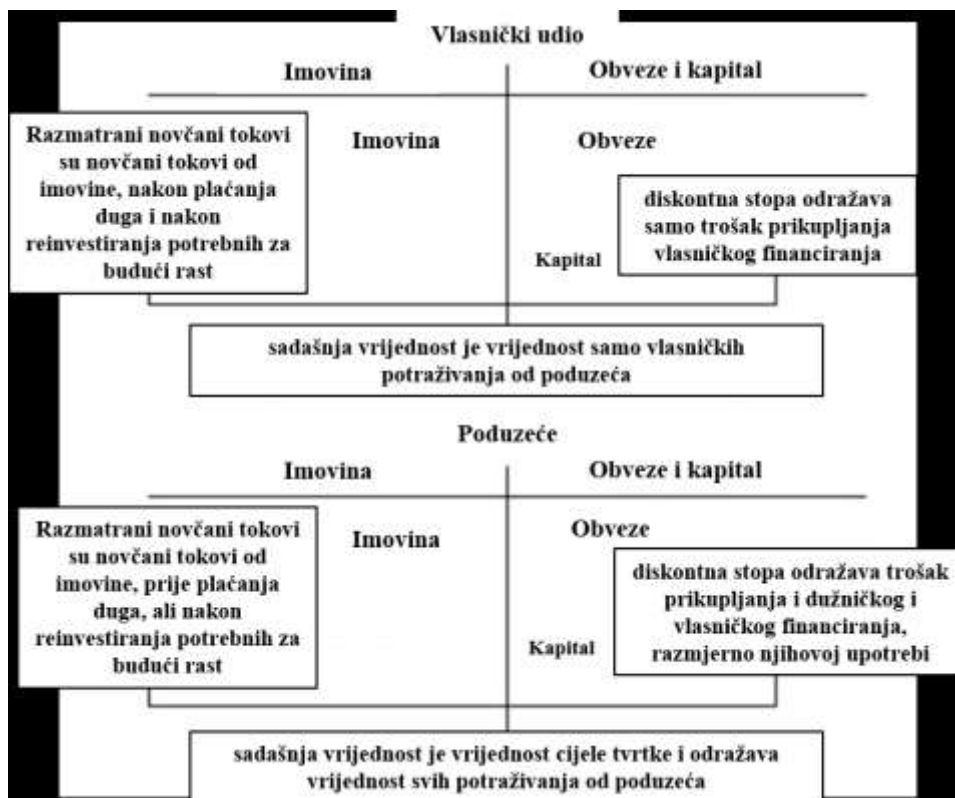 Vlasnički udio
Imovina
Obveze i kapital
Razmatrani novčani tokovi
su novčani tokovi od
imovine, nakon plaćanja
duga i nakon
reinvestiranja potrebnih za
budući rast
Imovina
Obveze
diskontna stopa odražava
samo trošak prikupljanja
vlasničkog financiranja
Kapital
sadašnja vrijednost je vrijednost samo vlasničkih
potraživanja od poduzeća
Poduzeće
Imovina
Obveze i kapital
Razmatrani novčani tokovi
su novčani tokovi od
imovine, prije plaćanja
duga, ali nakon
reinvestiranja potrebnih za
budući rast
Imovina
Obveze
diskontna stopa odražava trošak
prikupljanja i dužničkog i
vlasničkog financiranja,
razmjerno njihovoj upotrebi
Kapital
sadašnja vrijednost je vrijednost cijele tvrtke i odražava
vrijednost svih potraživanja od poduzeća